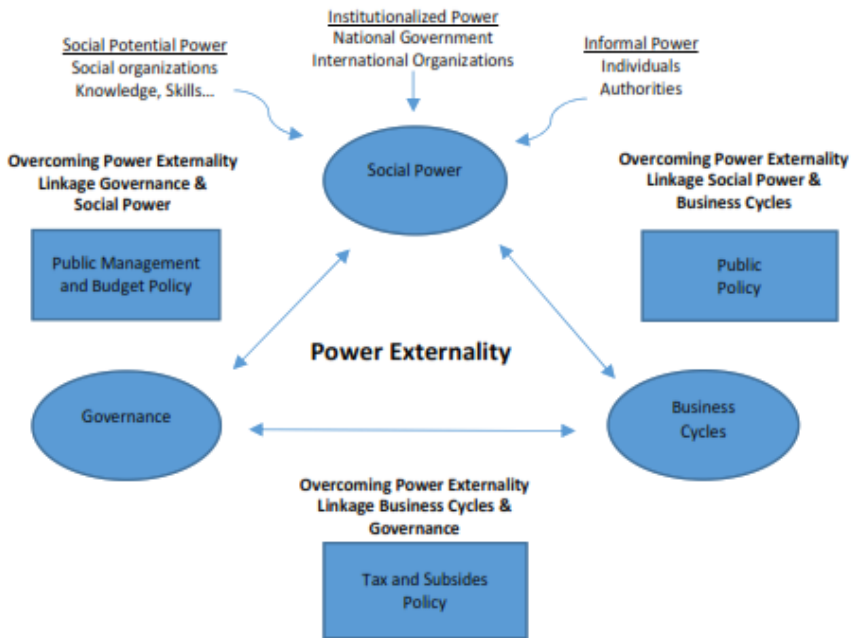 Institutionalized Power
National Government
International Organizations
Social Potential Power
Social organizations
Knowledge, Skills...
Informal Power
Individuals
Authorities
Social Power
Overcoming Power Externality
Linkage Governance &
Social Power
Overcoming Power Externality
Linkage Social Power &
Business Cycles
Public Management
and Budget Policy
Public
Policy
Power Externality
Governance
Business
Cycles
Overcoming Power Externality
Linkage Business Cycles &
Governance
Tax and Subsides
Policy